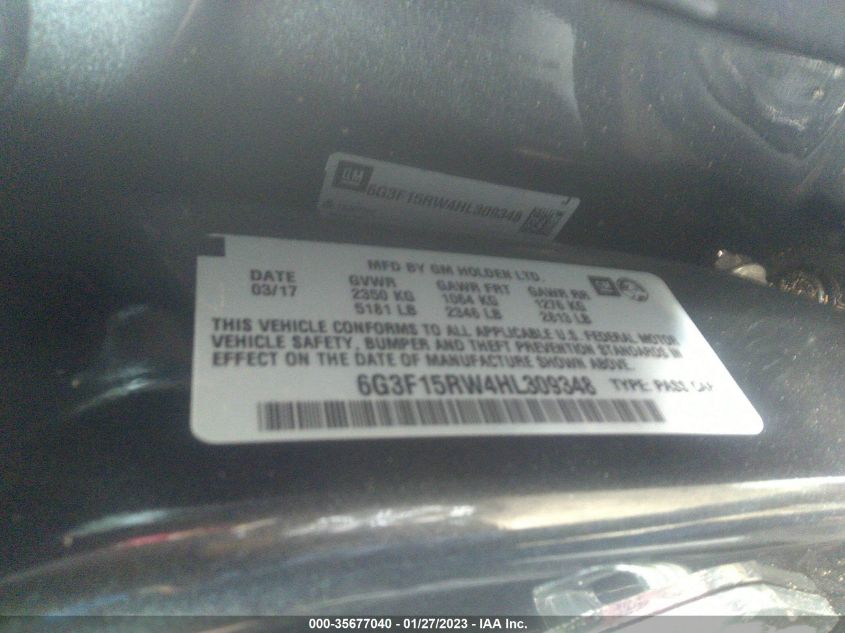 GM
6G3F15RW4HL309348
MFD BY GM HOLDEN LTD.
DATE GVWR GAWR FRT GAWR RR
03/17 2350 KG 1064 KG 1276 KG
5181 LB 2346 LB 2813 LB
THIS VEHICLE CONFORMS TO ALL APPLICABLE U.S. FEDERAL MOTOR
VEHICLE SAFETY, BUMPER AND THEFT PREVENTION STANDARDS IN
EFFECT ON THE DATE OF MANUFACTURE SHOWN ABOVE.
6G3F15RW4HL309348 TYPE: PASS CAR
000-35677040 - 01/27/2023 - IAA Inc.